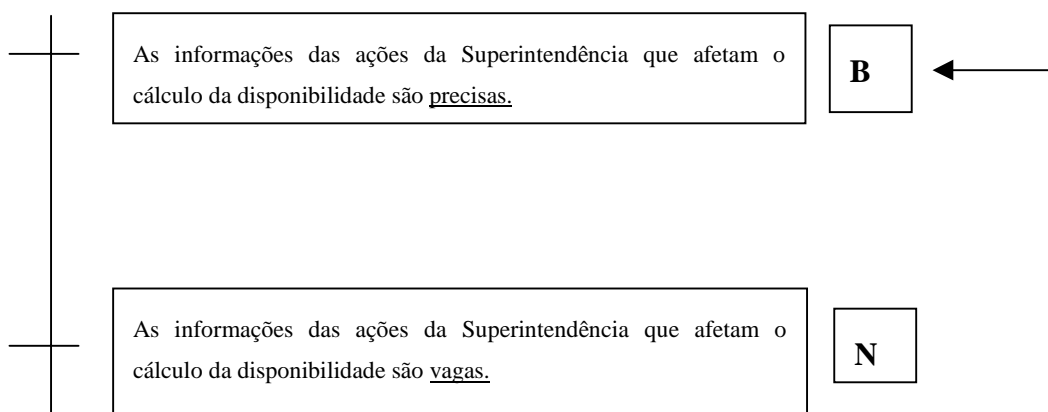 As informações das ações da Superintendência que afetam o
cálculo da disponibilidade são precisas.
B
As informações das ações da Superintendência que afetam o
cálculo da disponibilidade são vagas.
N